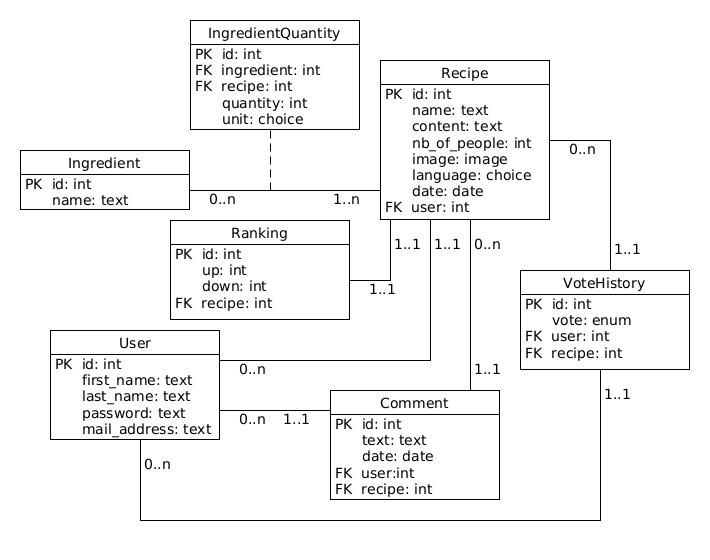 IngredientQuantity
PK id: int
FK ingredient: int
FK recipe: int
quantity: int
unit: choice
Recipe
PK id: int
name: text
content: text
nb_of_people: int
image: image
language: choice
date: date
FK user: int
0..n
Ingredient
PK id: int
name: text
0..n
1..n
Ranking
PK id: int
up: int
down: int
FK recipe: int
1..1
1..1
1..1
0..n
1..1
VoteHistory
PK id: int
vote: enum
FK user: int
FK recipe: int
User
PK id: int
first_name: text
last_name: text
password: text
mail_address: text
0..n
1..1
1..1
0..n
1..1
Comment
PK id: int
text: text
date: date
FK user:int
FK recipe: int
0..n